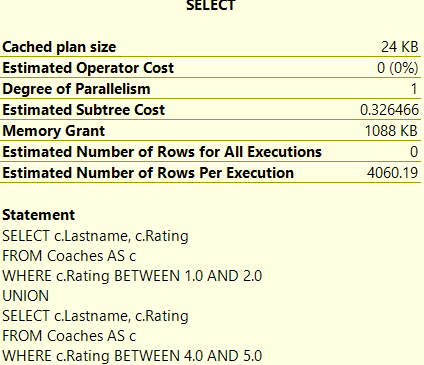 SELECT
Cached plan size 24 KB
Estimated Operator Cost 0 (0%)
Degree of Parallelism 1
Estimated Subtree Cost 0.326466
Memory Grant 1088 KB
Estimated Number of Rows for All Executions 0
Estimated Number of Rows Per Execution 4060.19
Statement
SELECT c.Lastname, c.Rating
FROM Coaches AS c
WHERE c.Rating BETWEEN 1.0 AND 2.0
UNION
SELECT c.Lastname, c.Rating
FROM Coaches AS c
WHERE c.Rating BETWEEN 4.0 AND 5.0